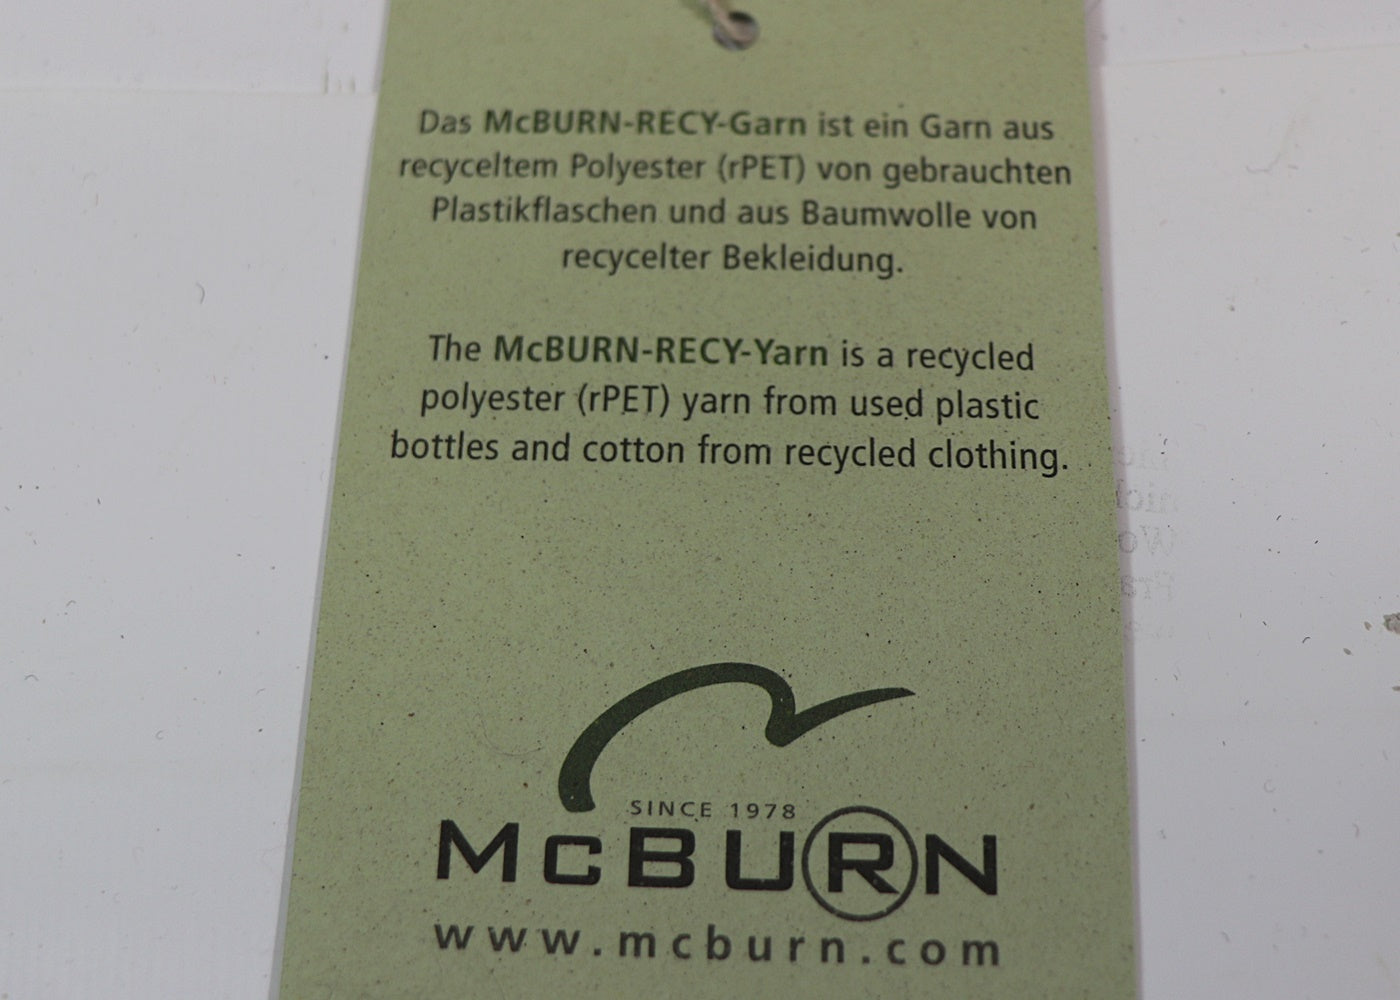 Das McBURN-RECY-Garn ist ein Garn aus
recyceltem Polyester (rPET) von gebrauchten
Plastikflaschen und aus Baumwolle von
recycelter Bekleidung.
The McBURN-RECY-Yarn is a recycled
polyester (rPET) yarn from used plastic
bottles and cotton from recycled clothing.
SINCE 1978
McBURN
www.mcburn.com